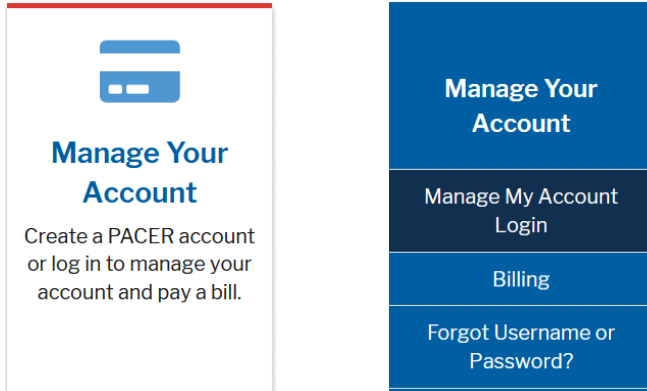 Manage Your
Account
Create a PACER account
or log in to manage your
account and pay a bill.
Manage Your
Account
Manage My Account
Login
Billing
Forgot Username or
Password?